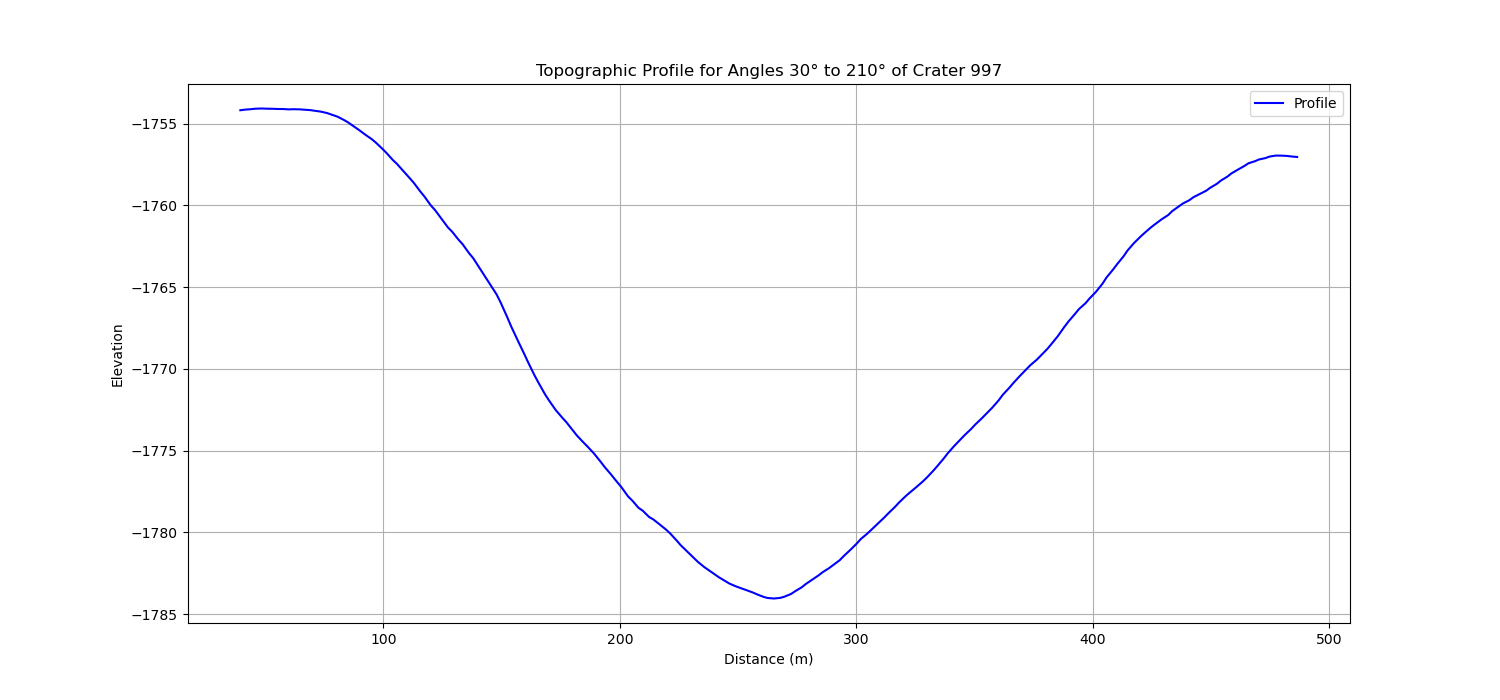 Topographic Profile for Angles 30° to 210° of Crater 997
Profile
−1755
−1760
−1765
−1770
−1775
−1780
−1785
Elevation
100 200 300 400 500
Distance (m)